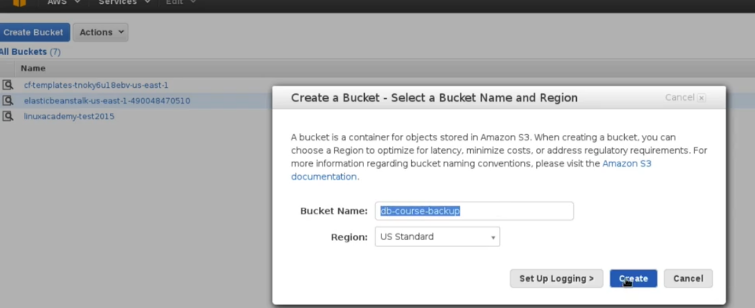 AWS Services Edit
Create Bucket Actions
All Buckets (7)
Name
cf-templates-tnoky6u18ebv-us-east-1
elasticbeanstalk-us-east-1-490048470510
linuxacademy-test2015
Create a Bucket - Select a Bucket Name and Region Cancel x
A bucket is a container for objects stored in Amazon S3. When creating a bucket, you can
choose a Region to optimize for latency, minimize costs, or address regulatory requirements. For
more information regarding bucket naming conventions, please visit the Amazon S3
documentation.
Bucket Name: db-course-backup
Region: US Standard
Set Up Logging > Create Cancel